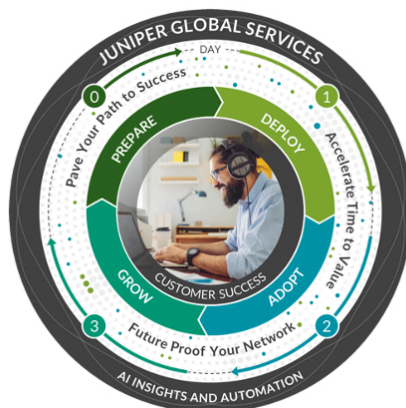 JUNIPER GLOBAL SERVICES
DAY
0
Pave Your Path to Success
1
Accelerate Time to Value
2
Future Proof Your Network
3
PREPARE
DEPLOY
ADOPT
GROW
CUSTOMER SUCCESS
AI INSIGHTS AND AUTOMATION